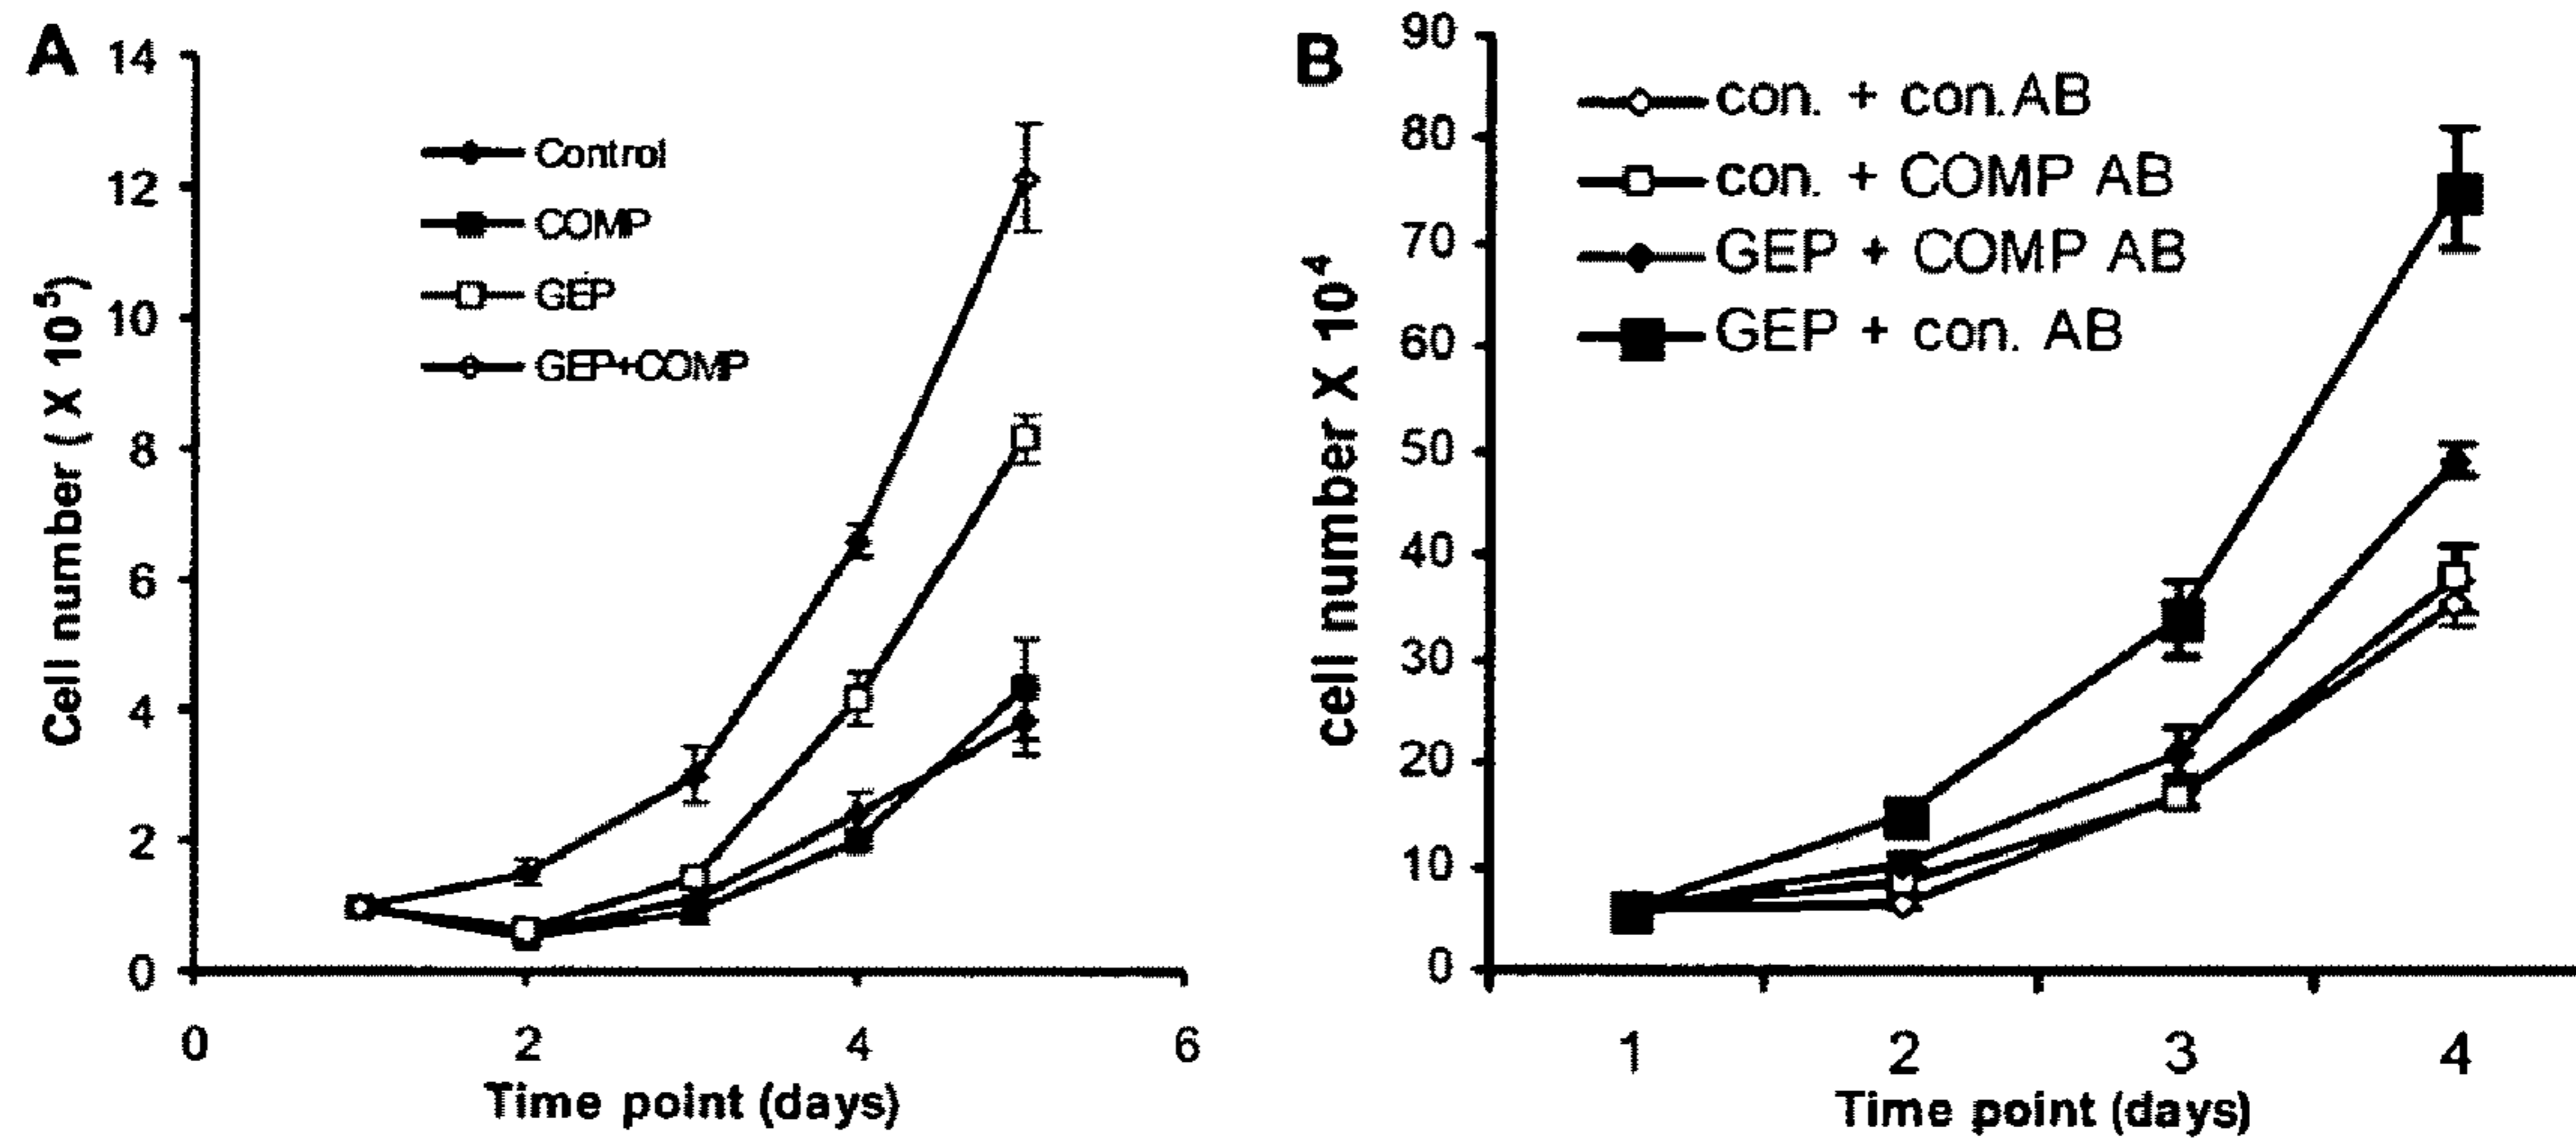 A
14
12
10
8
6
4
2
0
Cell number ( X 10⁵)
Control
COMP
GEP
GEP+COMP
0 2 4 6
Time point (days)
B
90
80
70
60
50
40
30
20
10
0
cell number X 10⁴
con. + con.AB
con. + COMP AB
GEP + COMP AB
GEP + con. AB
1 2 3 4
Time point (days)